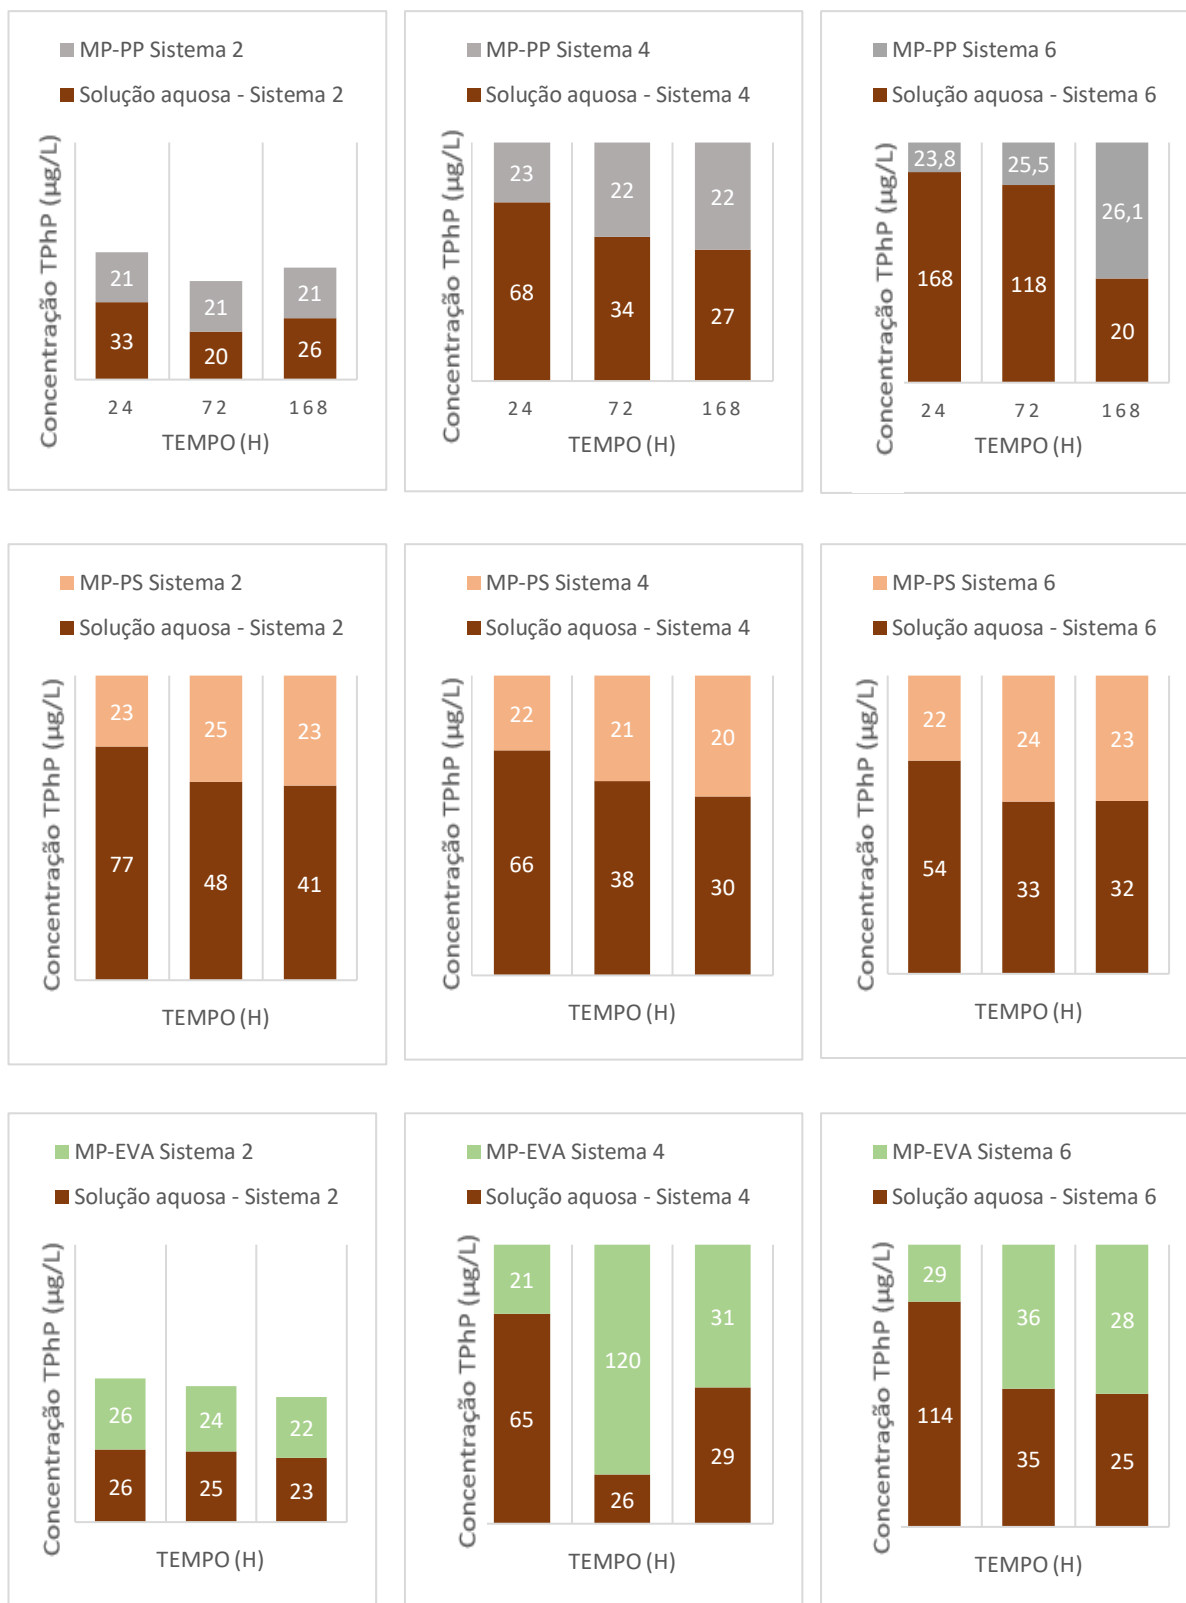 MP-PP Sistema 2
Solução aquosa - Sistema 2
Concentração TPhP (µg/L)
21
21
21
33
20
26
24 72 168
TEMPO (H)
MP-PP Sistema 4
Solução aquosa - Sistema 4
Concentração TPhP (µg/L)
23
22
22
68
34
27
24 72 168
TEMPO (H)
MP-PP Sistema 6
Solução aquosa - Sistema 6
Concentração TPhP (µg/L)
23,8
25,5
26,1
168
118
20
24 72 168
TEMPO (H)
MP-PS Sistema 2
Solução aquosa - Sistema 2
Concentração TPhP (µg/L)
23
25
23
77
48
41
TEMPO (H)
MP-PS Sistema 4
Solução aquosa - Sistema 4
Concentração TPhP (µg/L)
22
21
20
66
38
30
TEMPO (H)
MP-PS Sistema 6
Solução aquosa - Sistema 6
Concentração TPhP (µg/L)
22
24
23
54
33
32
TEMPO (H)
MP-EVA Sistema 2
Solução aquosa - Sistema 2
Concentração TPhP (µg/L)
26
24
22
26
25
23
TEMPO (H)
MP-EVA Sistema 4
Solução aquosa - Sistema 4
Concentração TPhP (µg/L)
21
120
31
65
26
29
TEMPO (H)
MP-EVA Sistema 6
Solução aquosa - Sistema 6
Concentração TPhP (µg/L)
29
36
28
114
35
25
TEMPO (H)